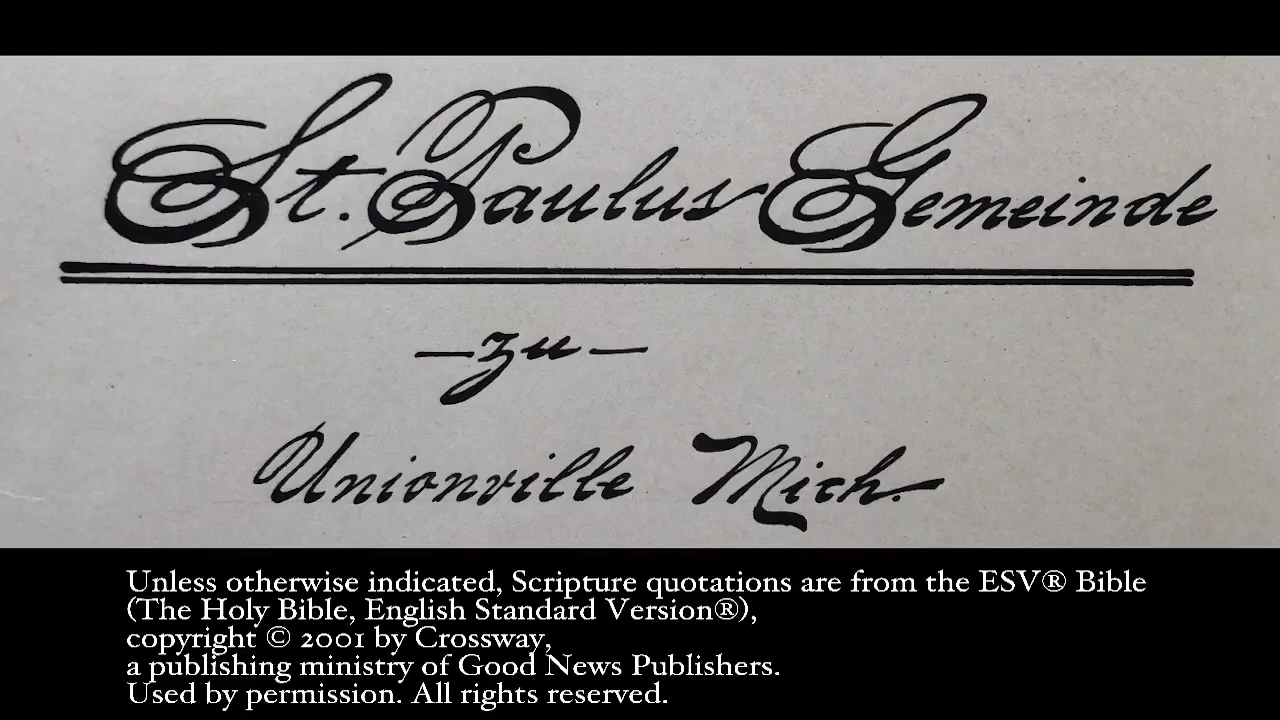 St. Paulus Gemeinde
— zu —
Unionville Mich.
Unless otherwise indicated, Scripture quotations are from the ESV® Bible
(The Holy Bible, English Standard Version®),
copyright © 2001 by Crossway,
a publishing ministry of Good News Publishers.
Used by permission. All rights reserved.